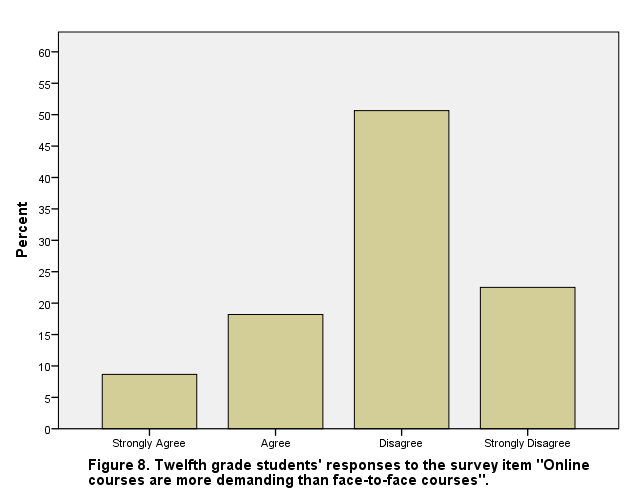 60
55
50
45
40
35
30
25
20
15
10
5
0
Percent
Strongly Agree
Agree
Disagree
Strongly Disagree
Figure 8. Twelfth grade students' responses to the survey item "Online
courses are more demanding than face-to-face courses".